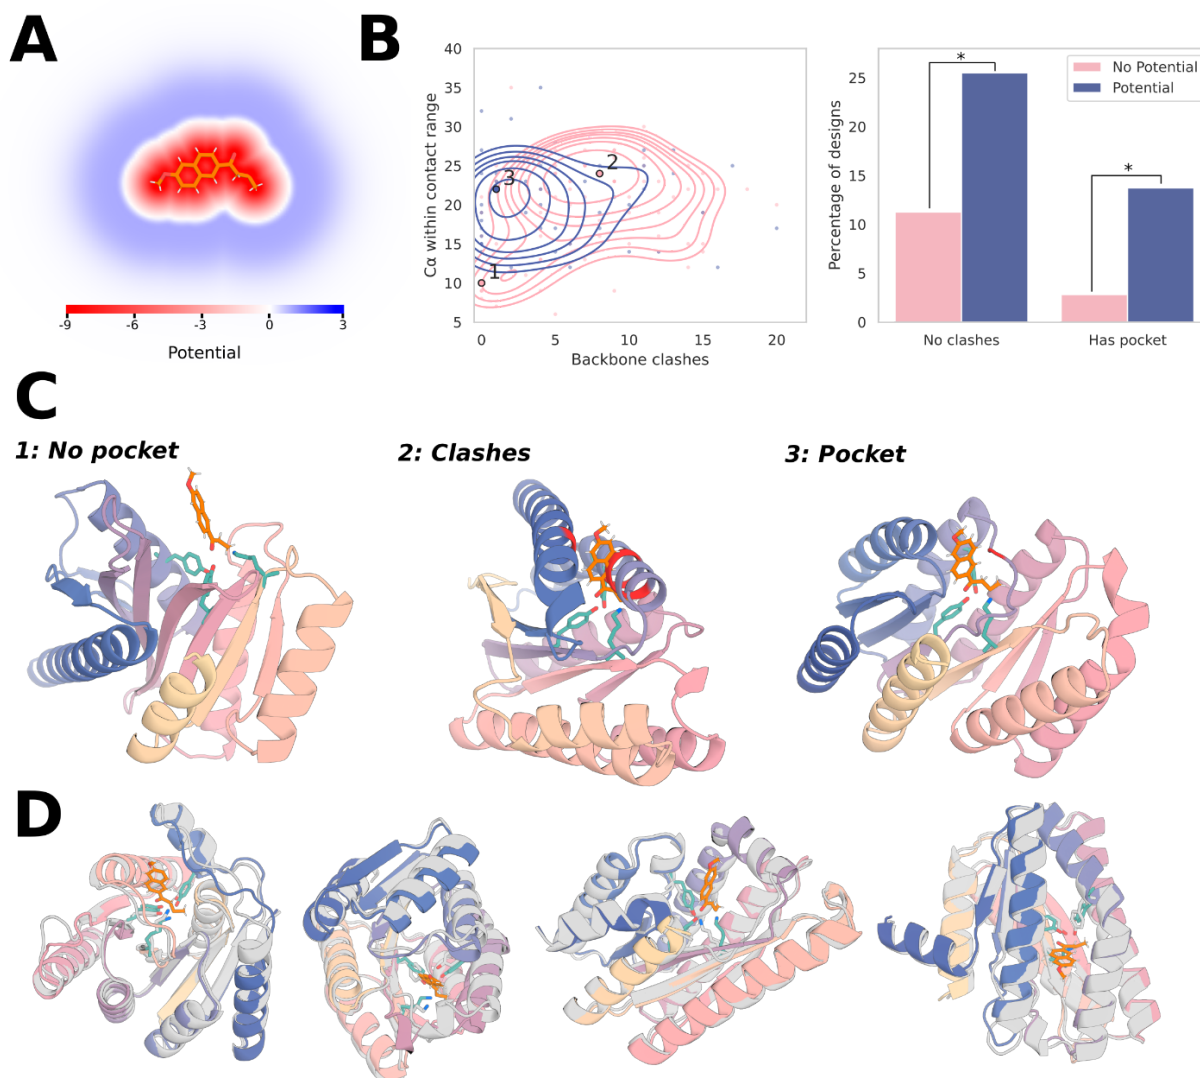 A
-9 -6 -3 0 3
Potential
B
40
35
30
25
20
15
10
5
Cα within contact range
0 5 10 15 20
Backbone clashes
1
2
3
25
20
15
10
5
0
Percentage of designs
No Potential
Potential
*
*
No clashes Has pocket
C
1: No pocket 2: Clashes 3: Pocket
D